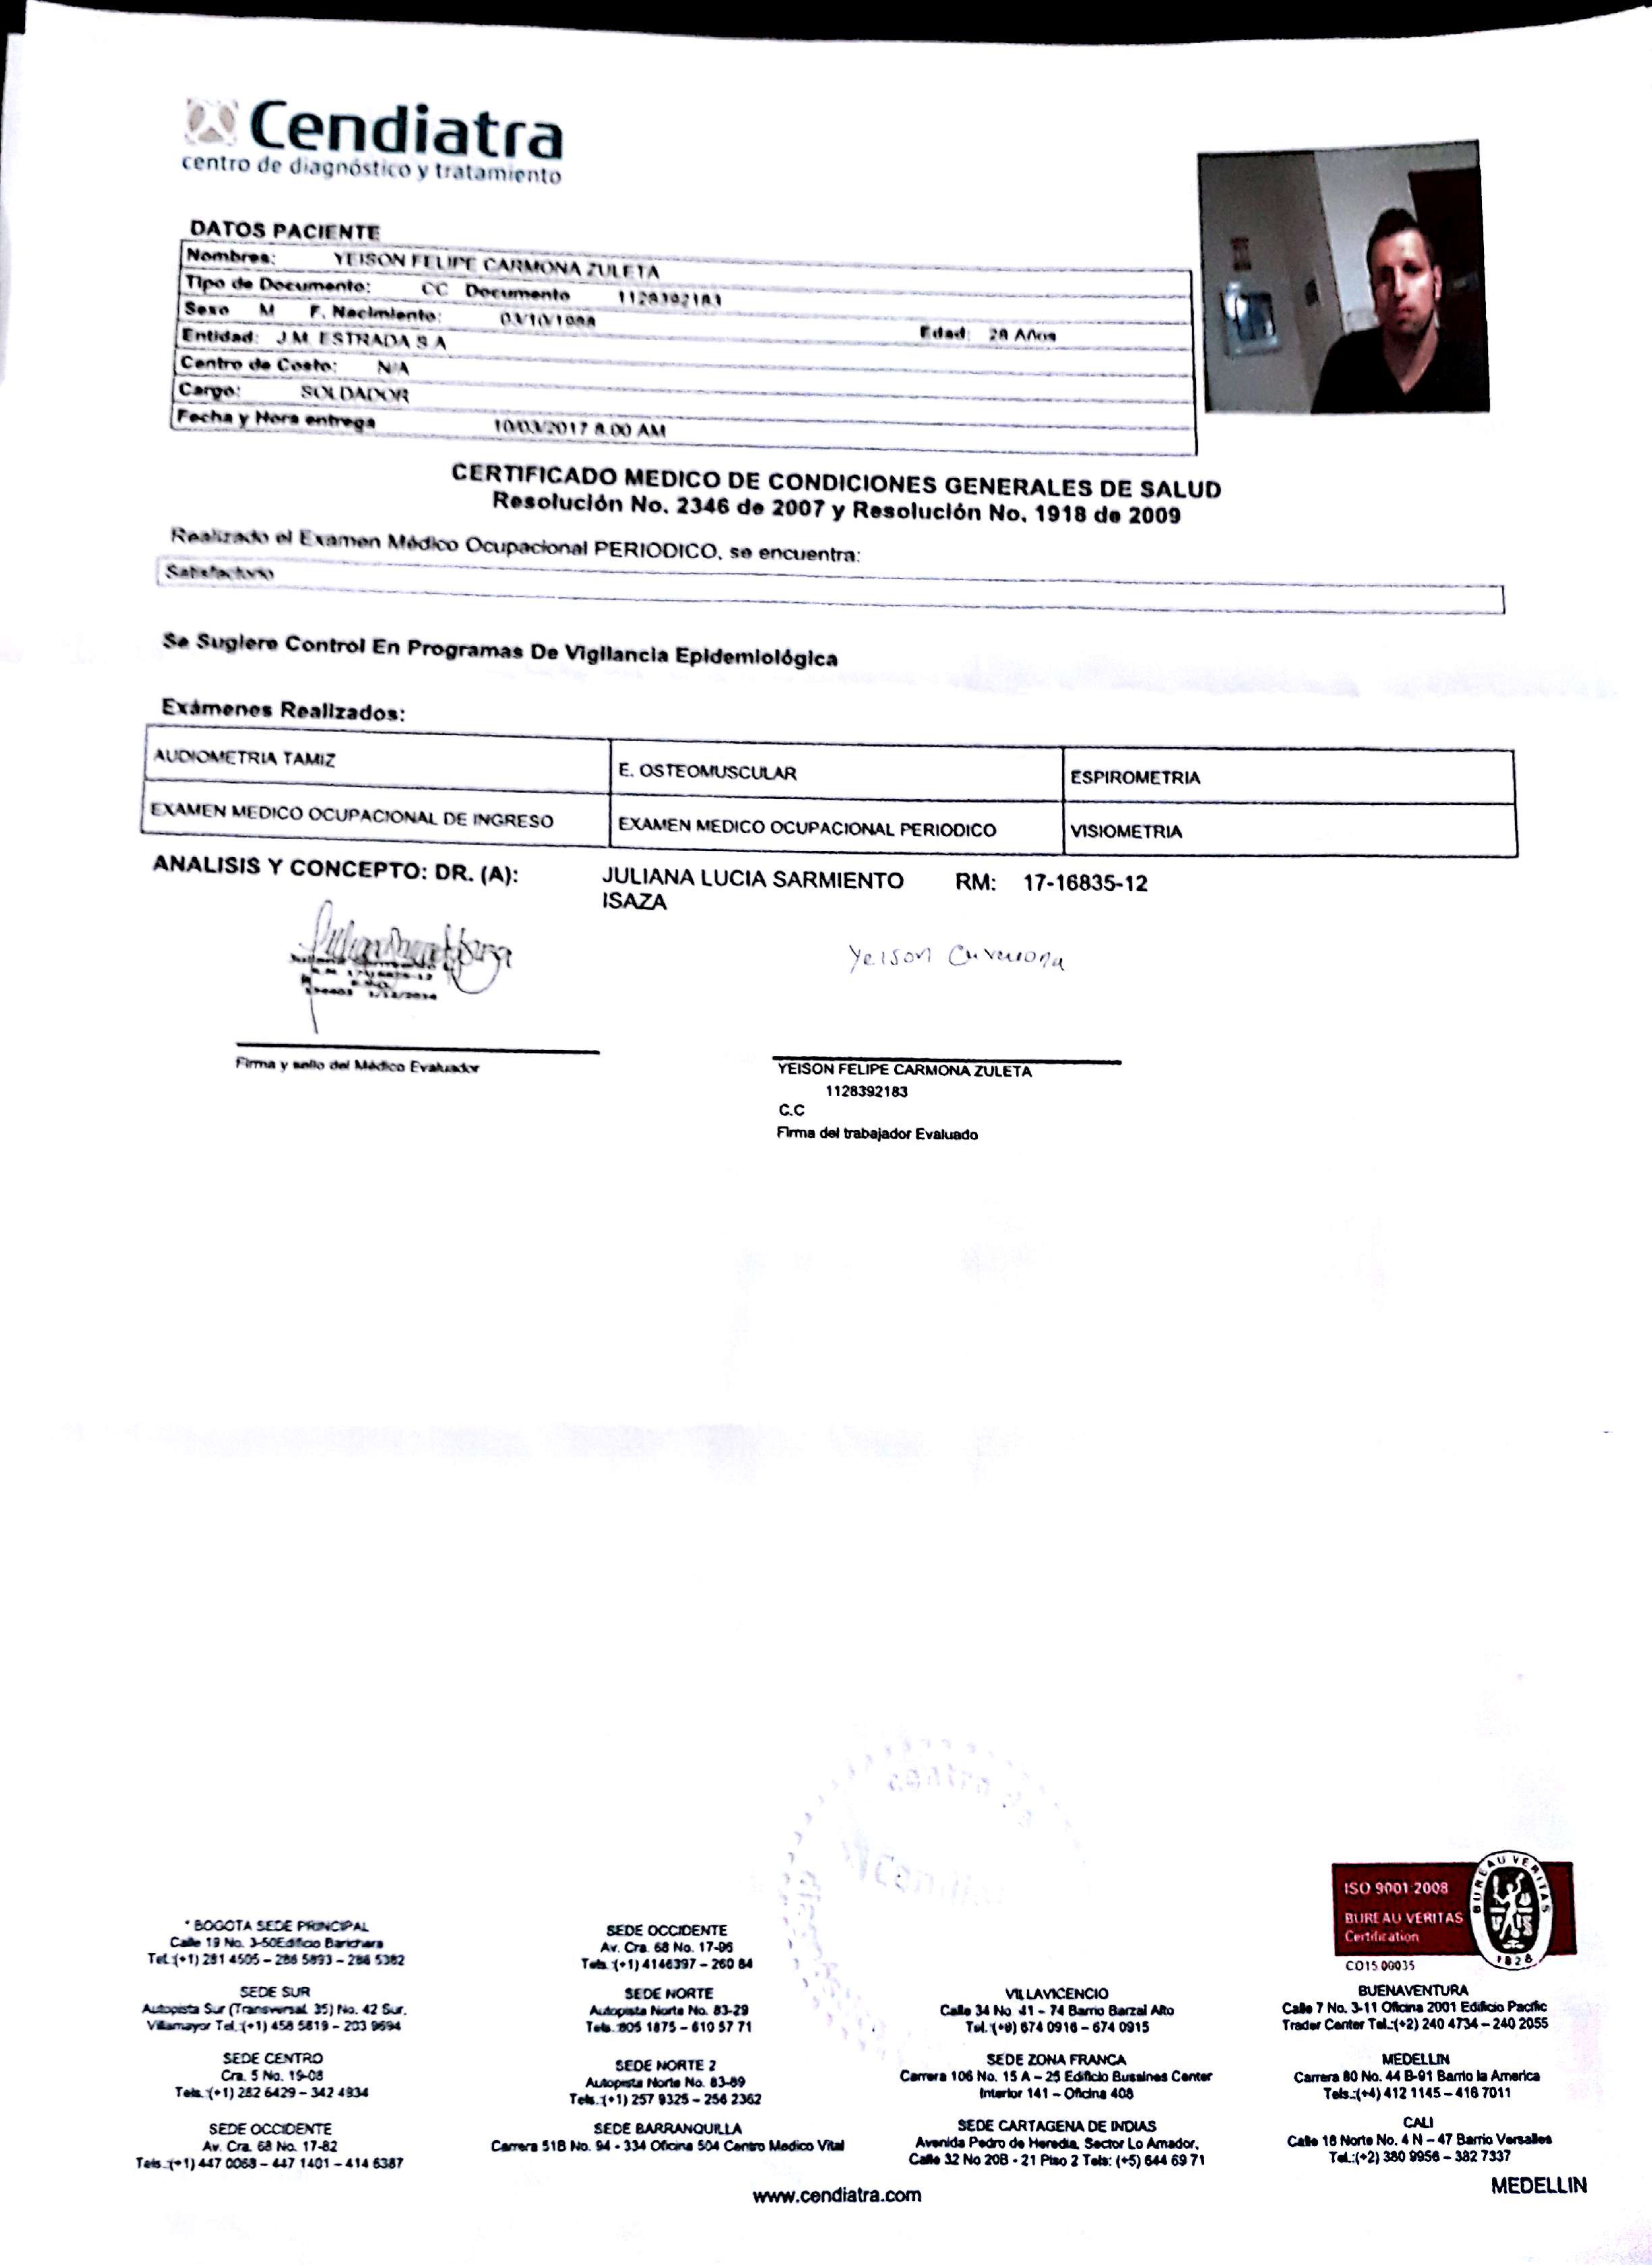 Cendiatra
centro de diagnóstico y tratamiento
DATOS PACIENTE
Nombres: YEISON FELIPE CARMONA ZULETA
Tipo de Documento: CC Documento 1128392183
Sexo M F. Nacimiento: 03/10/1988 Edad: 28 Años
Entidad: J.M. ESTRADA S.A
Centro de Costo: N/A
Cargo: SOLDADOR
Fecha y Hora entrega 10/03/2017 8.00 AM
CERTIFICADO MEDICO DE CONDICIONES GENERALES DE SALUD
Resolución No. 2346 de 2007 y Resolución No. 1918 de 2009
Realizado el Examen Médico Ocupacional PERIODICO, se encuentra:
Satisfactorio
Se Sugiere Control En Programas De Vigilancia Epidemiológica
Exámenes Realizados:
AUDIOMETRIA TAMIZ E. OSTEOMUSCULAR ESPIROMETRIA
EXAMEN MEDICO OCUPACIONAL DE INGRESO EXAMEN MEDICO OCUPACIONAL PERIODICO VISIOMETRIA
ANALISIS Y CONCEPTO: DR. (A): JULIANA LUCIA SARMIENTO RM: 17-16835-12
ISAZA
Yeison Carmona
Firma y sello del Médico Evaluador
YEISON FELIPE CARMONA ZULETA
1128392183
C.C
Firma del trabajador Evaluado
ISO 9001:2008
BUREAU VERITAS
Certification
BUREAU VERITAS
1828
CO15.00035
* BOGOTA SEDE PRINCIPAL
Calle 19 No. 3-50Edificio Barichara
Tel.:(+1) 281 4505 – 286 5893 – 286 5382
SEDE SUR
Autopista Sur (Transversal 35) No. 42 Sur.
Villamayor Tel.:(+1) 458 5819 – 203 9694
SEDE CENTRO
Cra. 5 No. 19-08
Tels.:(+1) 282 6429 – 342 4934
SEDE OCCIDENTE
Av. Cra. 68 No. 17-82
Tels.:(+1) 447 0068 – 447 1401 – 414 6387
SEDE OCCIDENTE
Av. Cra. 68 No. 17-96
Tels.:(+1) 4146397 – 260 84
SEDE NORTE
Autopista Norte No. 83-29
Tels.:805 1875 – 610 57 71
SEDE NORTE 2
Autopista Norte No. 83-89
Tels.:(+1) 257 9325 – 256 2362
SEDE BARRANQUILLA
Carrera 51B No. 94 - 334 Oficina 504 Centro Medico Vital
VILLAVICENCIO
Calle 34 No. 41 – 74 Barrio Barzal Alto
Tel.:(+8) 674 0916 – 674 0915
SEDE ZONA FRANCA
Carrera 106 No. 15 A – 25 Edificio Bussines Center
Interior 141 – Oficina 408
SEDE CARTAGENA DE INDIAS
Avenida Pedro de Heredia, Sector Lo Amador,
Calle 32 No 20B - 21 Piso 2 Tels: (+5) 644 69 71
BUENAVENTURA
Calle 7 No. 3-11 Oficina 2001 Edificio Pacific
Trader Center Tel.:(+2) 240 4734 – 240 2055
MEDELLIN
Carrera 80 No. 44 B-91 Barrio la America
Tels.:(+4) 412 1145 – 416 7011
CALI
Calle 18 Norte No. 4 N – 47 Barrio Versalles
Tel.:(+2) 380 9956 – 382 7337
MEDELLIN
www.cendiatra.com